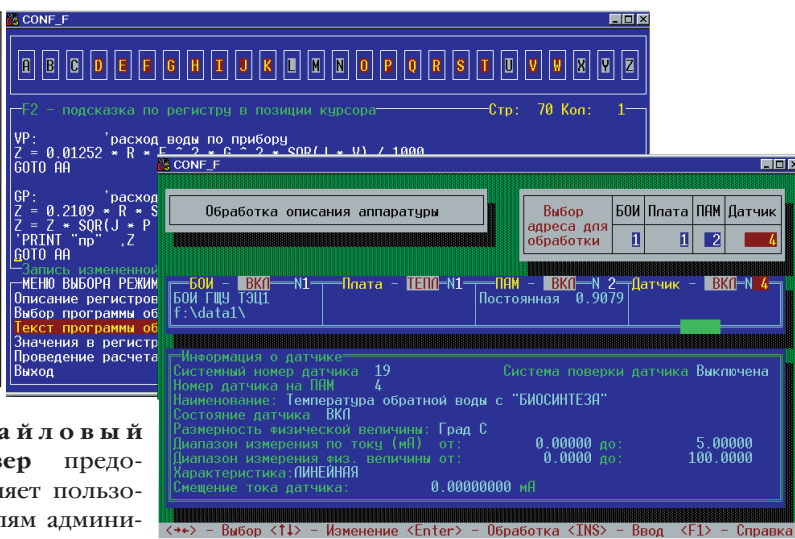 CONF_F
A B C D E F G H I J K L M N O P Q R S T U V W X Y Z
F2 - подсказка по регистру в позиции курсора Стр: 70 Кол: 1
VP: 'расход воды по прибору
Z = 0.01252 * R * F ^ 2 * G ^ 2 * SQR(J * V) / 1000
GOTO AA
GP: 'расход
Z = 0.2109 * R * S
Z = Z * SQR(J * P
'PRINT "пр" ,Z
GOTO AA
Запись измененной
МЕНЮ ВЫБОРА РЕЖИМ
Описание регистров
Выбор программы об
Текст программы об
Значения в регистр
Проведение расчета
Выход
CONF_F
Обработка описания аппаратуры
Выбор адреса для обработки
БОИ Плата ПАМ Датчик
1 1 2 4
БОИ - ВКЛ N1 Плата - ТЕПЛ N1 ПАМ - ВКЛ N 2 Датчик - ВКЛ N 4
БОИ ГЩУ ТЭЦ1 Постоянная 0.9079
f:\data1\
Информация о датчике
Системный номер датчика 19 Система поверки датчика Выключена
Номер датчика на ПАМ 4
Наименование: Температура обратной воды с "БИОСИНТЕЗА"
Состояние датчика ВКЛ
Размерность физической величины: Град С
Диапазон измерения по току (мА) от: 0.00000 до: 5.00000
Диапазон измерения физ. величины от: 0.0000 до: 100.0000
Характеристика:ЛИНЕЙНАЯ
Смещение тока датчика: 0.00000000 мА
<←→> - Выбор <↑↓> - Изменение <Enter> - Обработка <INS> - Ввод <F1> - Справка
айловый
вер предо-
ляет пользо-
лям админи-